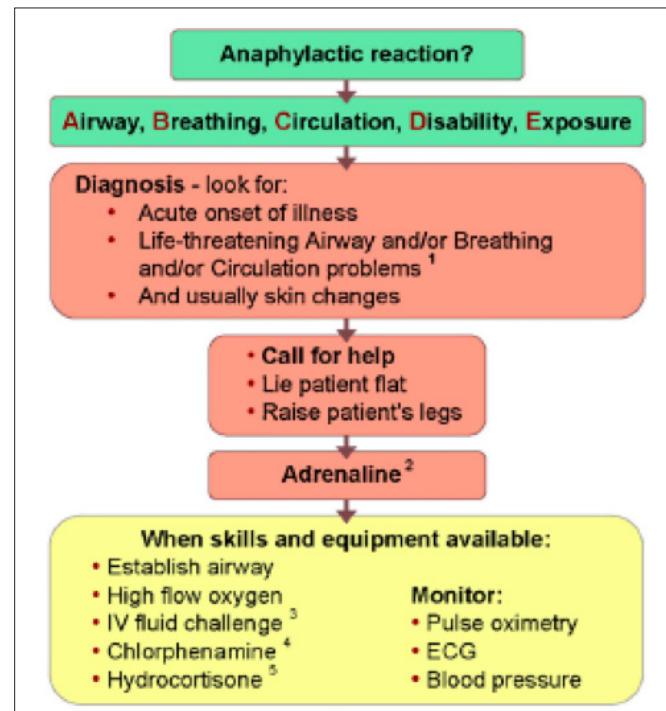 Anaphylactic reaction?
Airway, Breathing, Circulation, Disability, Exposure
Diagnosis - look for:
• Acute onset of illness
• Life-threatening Airway and/or Breathing
and/or Circulation problems 1
• And usually skin changes
• Call for help
• Lie patient flat
• Raise patient's legs
Adrenaline 2
When skills and equipment available:
• Establish airway
• High flow oxygen
• IV fluid challenge 3
• Chlorphenamine 4
• Hydrocortisone 5
Monitor:
• Pulse oximetry
• ECG
• Blood pressure